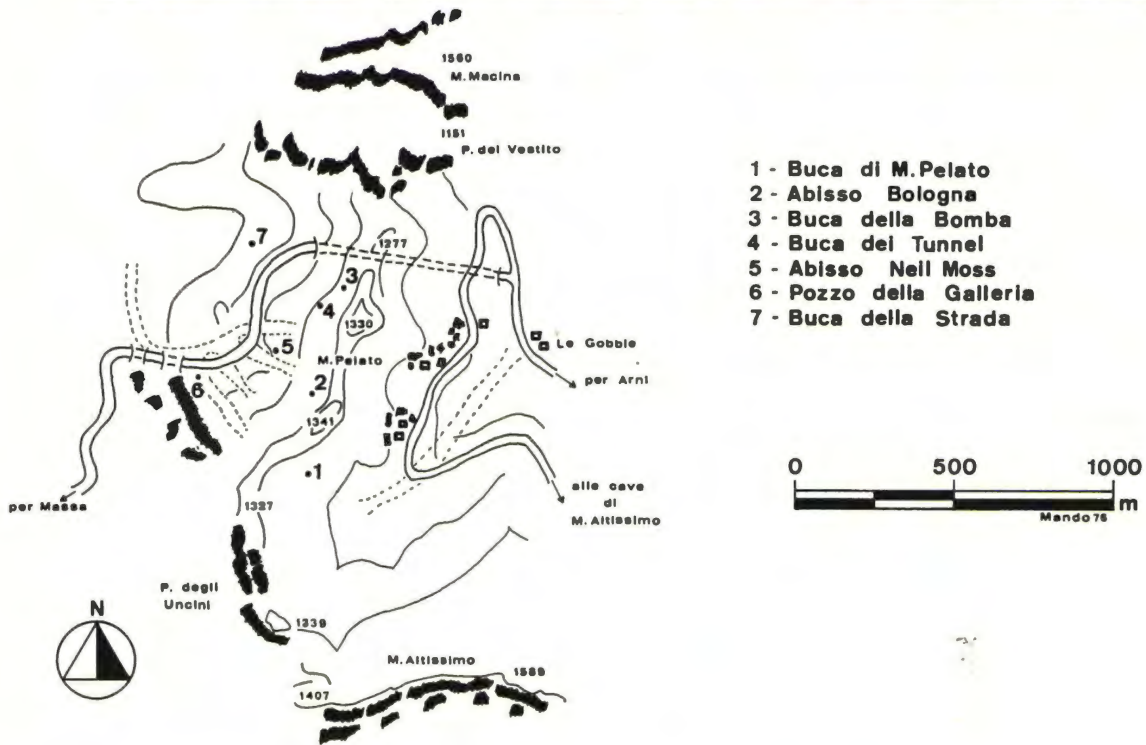 1560
M. Macina
1151
P. del Vestito
1 - Buca di M. Pelato
2 - Abisso Bologna
3 - Buca della Bomba
4 - Buca dei Tunnel
5 - Abisso Neil Moss
6 - Pozzo della Galleria
7 - Buca della Strada
7
1277
3
4
1330
5
M. Pelato
Le Gobbie
6
2
per Arni
1341
1
0 500 1000
m
Mando 75
alle cave
di
M. Altissimo
1327
per Massa
P. degli
Uncini
N
1339
M. Altissimo
1589
1407